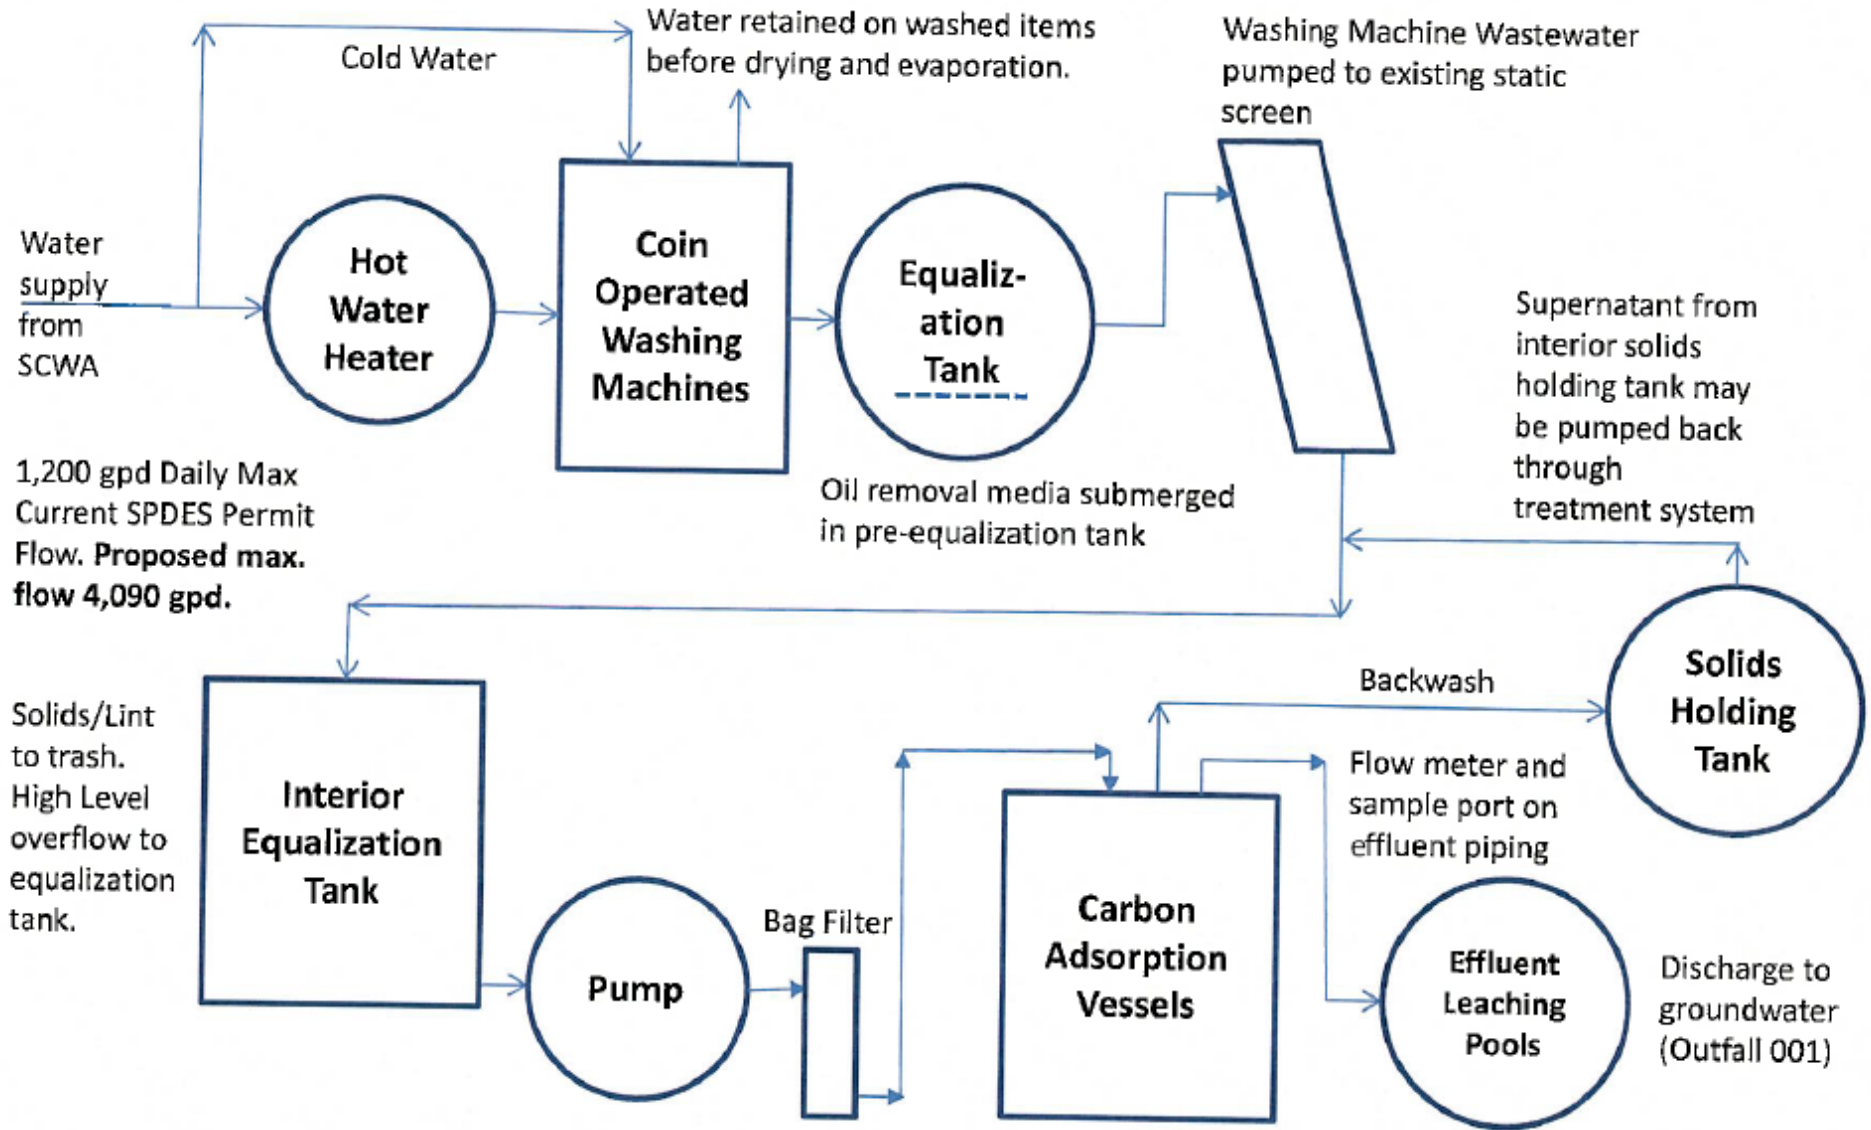 Water retained on washed items
before drying and evaporation.
Cold Water
Washing Machine Wastewater
pumped to existing static
screen
Water
supply
from
SCWA
Hot
Water
Heater
Coin
Operated
Washing
Machines
Equaliz-
ation
Tank
Supernatant from
interior solids
holding tank may
be pumped back
through
treatment system
1,200 gpd Daily Max
Current SPDES Permit
Flow. Proposed max.
flow 4,090 gpd.
Oil removal media submerged
in pre-equalization tank
Solids/Lint
to trash.
High Level
overflow to
equalization
tank.
Interior
Equalization
Tank
Pump
Bag Filter
Carbon
Adsorption
Vessels
Backwash
Solids
Holding
Tank
Flow meter and
sample port on
effluent piping
Effluent
Leaching
Pools
Discharge to
groundwater
(Outfall 001)